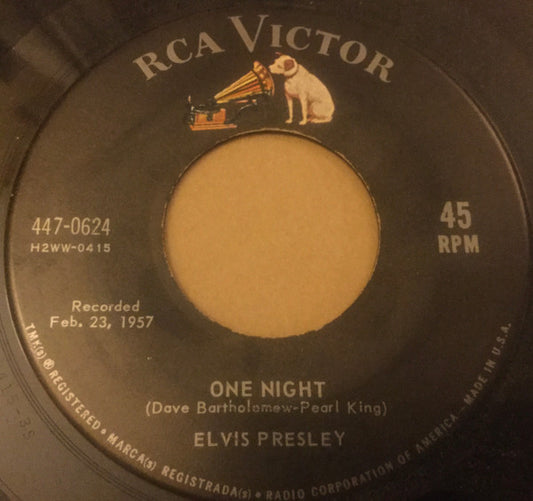 RCA VICTOR
447-0624
H2WW-0415
45
RPM
Recorded
Feb. 23, 1957
ONE NIGHT
(Dave Bartholomew-Pearl King)
ELVIS PRESLEY
TMK(s) ® REGISTERED • MARCA(s) REGISTRADA(s) • RADIO CORPORATION OF AMERICA - MADE IN U.S.A.